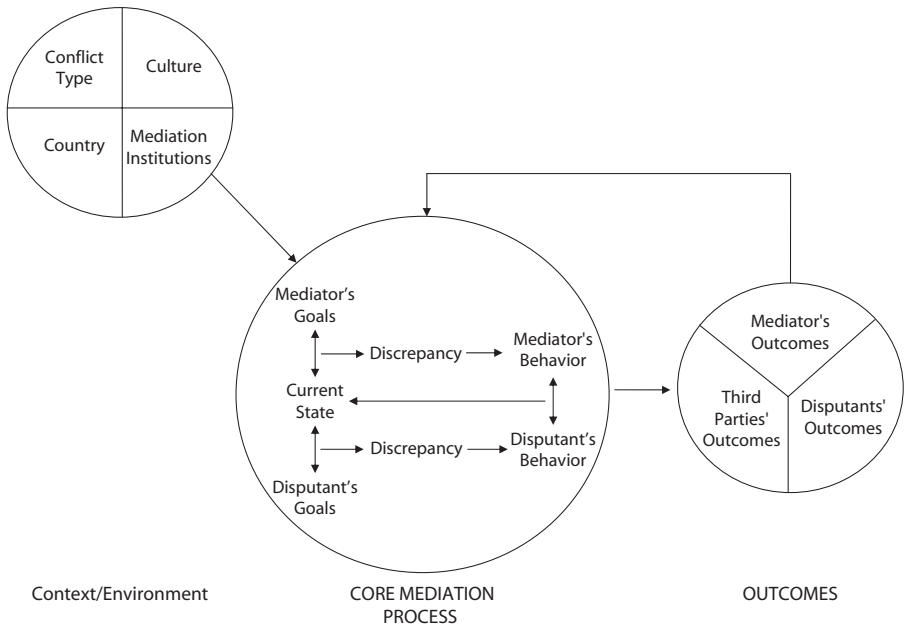 Conflict
Type
Culture
Country
Mediation
Institutions
Mediator's
Goals
Discrepancy
Mediator's
Behavior
Current
State
Discrepancy
Disputant's
Behavior
Disputant's
Goals
Mediator's
Outcomes
Third
Parties'
Outcomes
Disputants'
Outcomes
Context/Environment
CORE MEDIATION
PROCESS
OUTCOMES